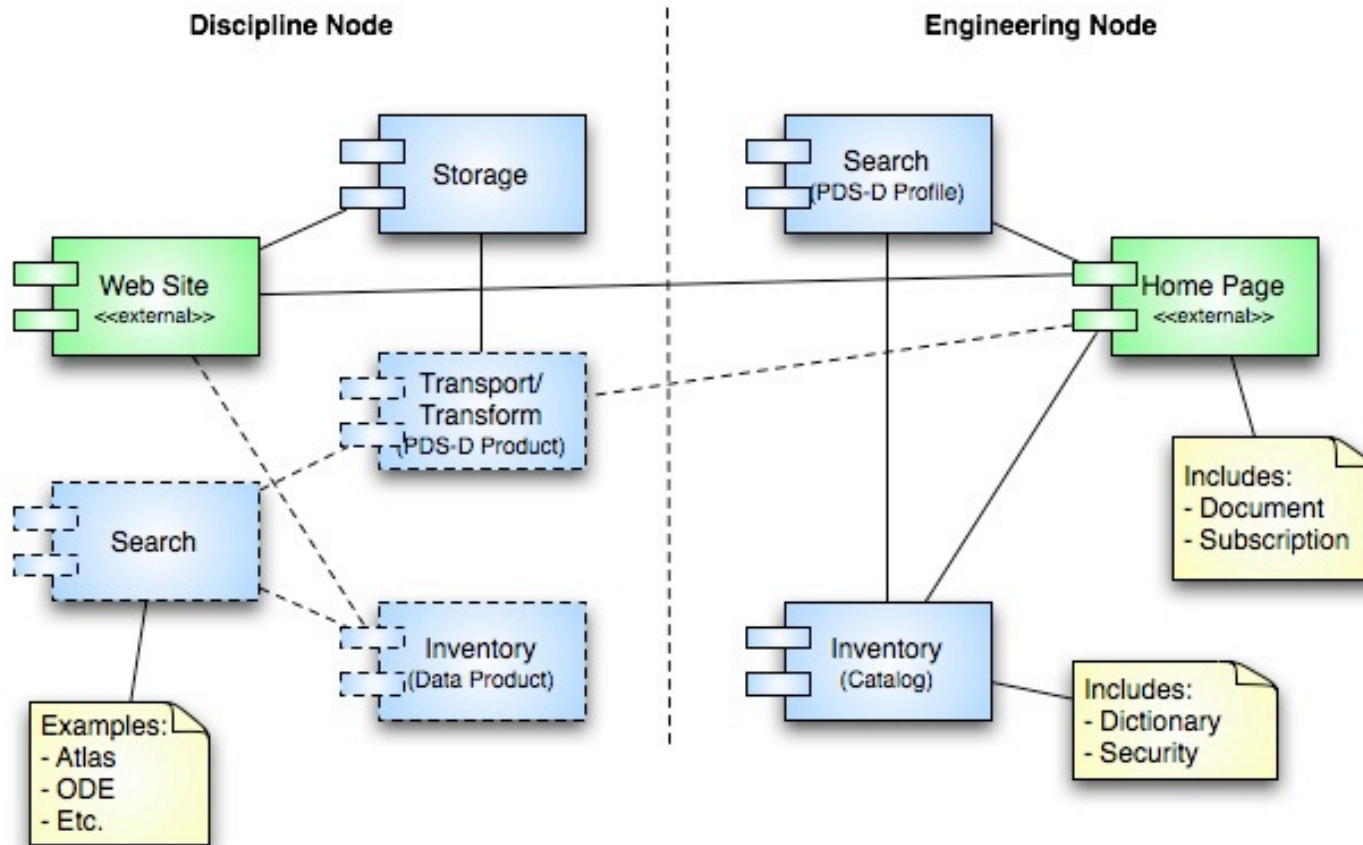 Discipline Node
Engineering Node
Storage
Search
(PDS-D Profile)
Web Site
<<external>>
Home Page
<<external>>
Transport/
Transform
(PDS-D Product)
Includes:
- Document
- Subscription
Search
Inventory
(Data Product)
Inventory
(Catalog)
Includes:
- Dictionary
- Security
Examples:
- Atlas
- ODE
- Etc.